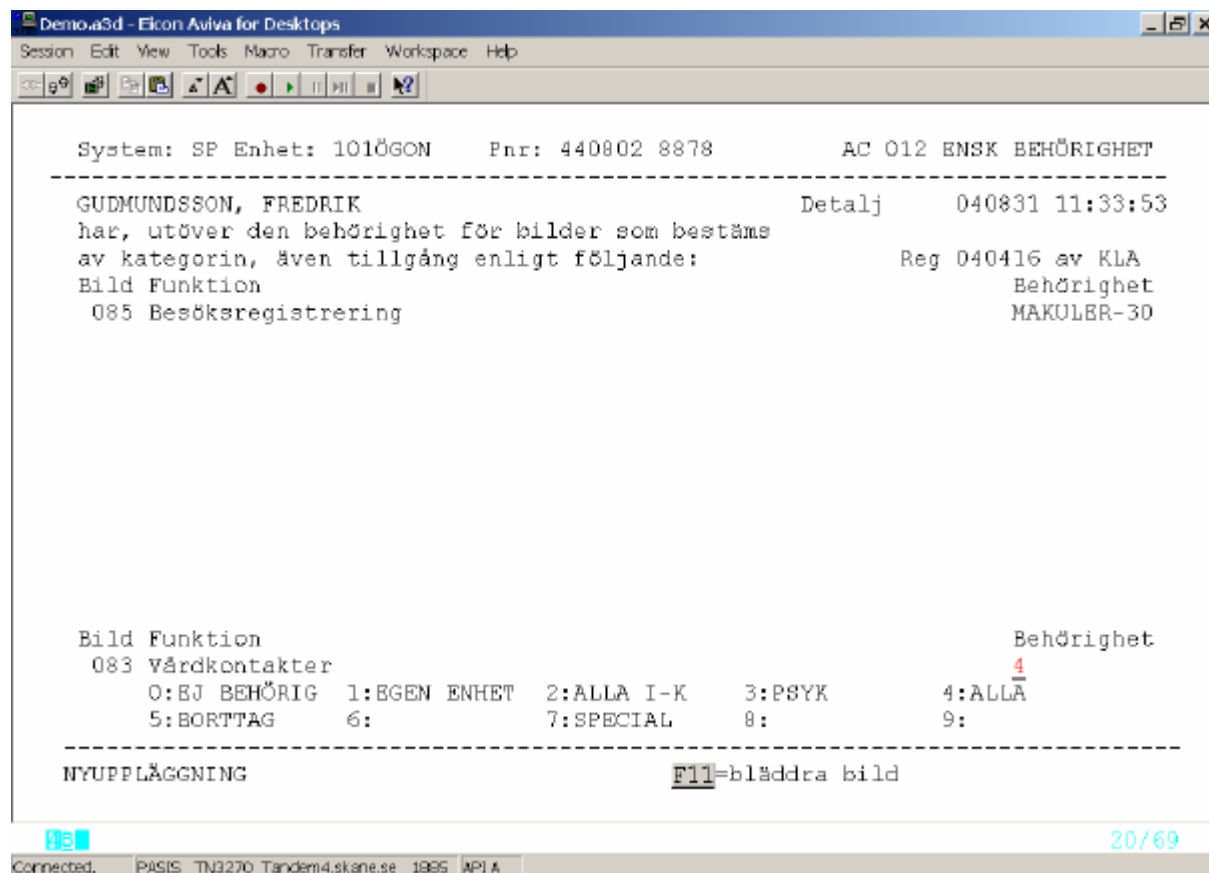 Demo.a3d - Eicon Aviva for Desktops
Session Edit View Tools Macro Transfer Workspace Help
System: SP Enhet: 101ÖGON Pnr: 440802 8878 AC 012 ENSK BEHÖRIGHET
GUDMUNDSSON, FREDRIK Detalj 040831 11:33:53
har, utöver den behörighet för bilder som bestäms
av kategorin, även tillgång enligt följande: Reg 040416 av KLA
Bild Funktion Behörighet
085 Besöksregistrering MAKULER-30
Bild Funktion Behörighet
083 Vårdkontakter 4
0:EJ BEHÖRIG 1:EGEN ENHET 2:ALLA I-K 3:PSYK 4:ALLA
5:BORTTAG 6: 7:SPECIAL 8: 9:
NYUPPLÄGGNING F11=bläddra bild
20/69
Connected. PASIS TN3270 Tandem4.skane.se 1885 API A